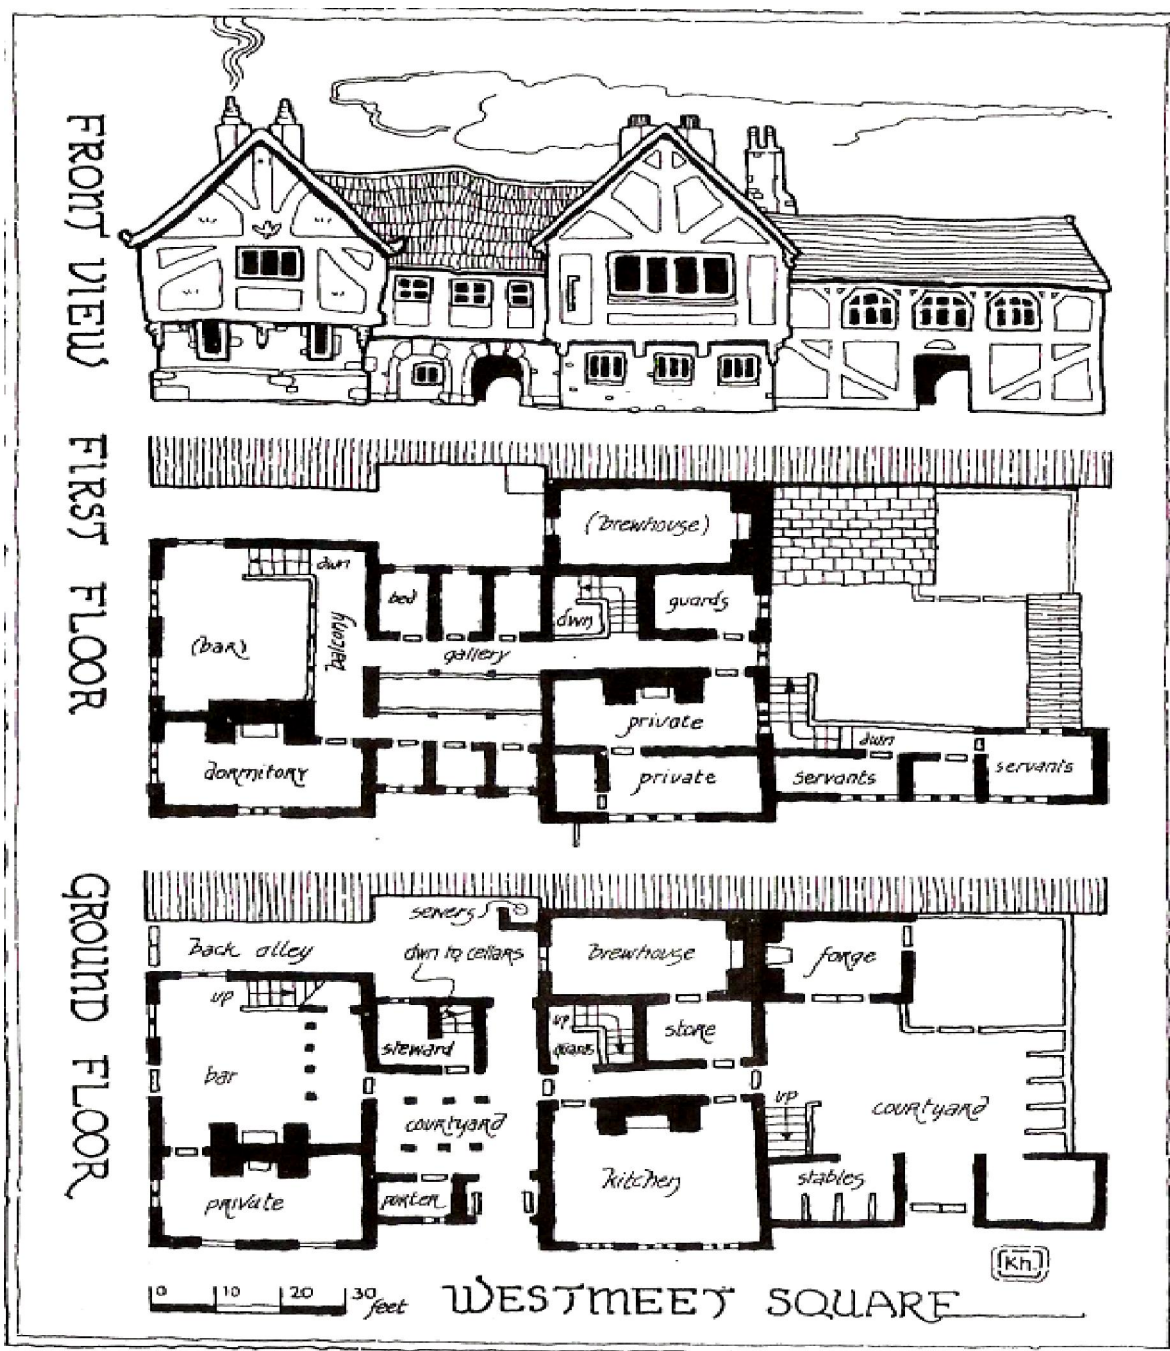 FRONT VIEW
FIRST FLOOR
(brewhouse)
dwn
bed
dwn
guards
(bar)
balcony
gallery
private
dwn
dormitory
private
servants
servants
GROUND FLOOR
sewers
back alley
dwn to cellars
brewhouse
forge
up
up
store
steward
guards
bar
up
courtyard
courtyard
kitchen
stables
private
porter
Kh.
0 10 20 30 feet
WESTMEET SQUARE